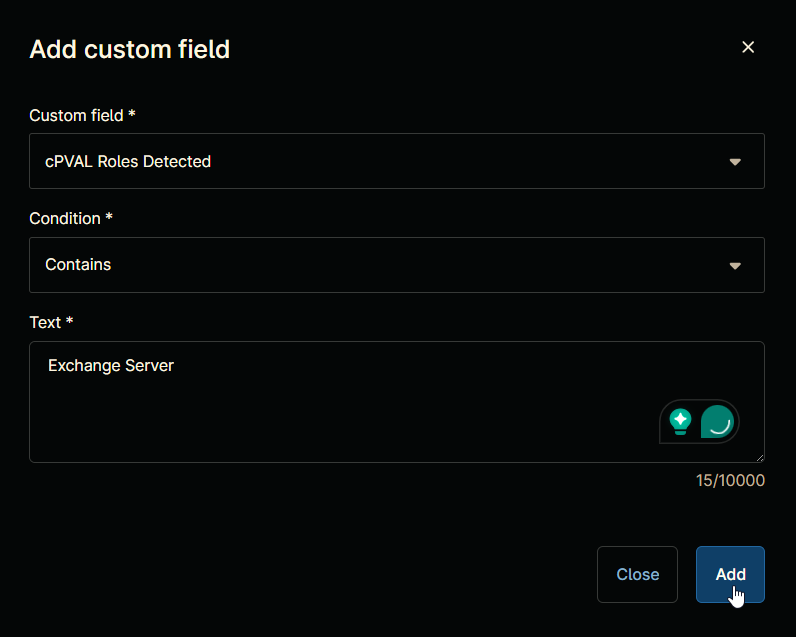 Add custom field
Custom field *
cPVAL Roles Detected
Condition *
Contains
Text *
Exchange Server
15/10000
Close
Add